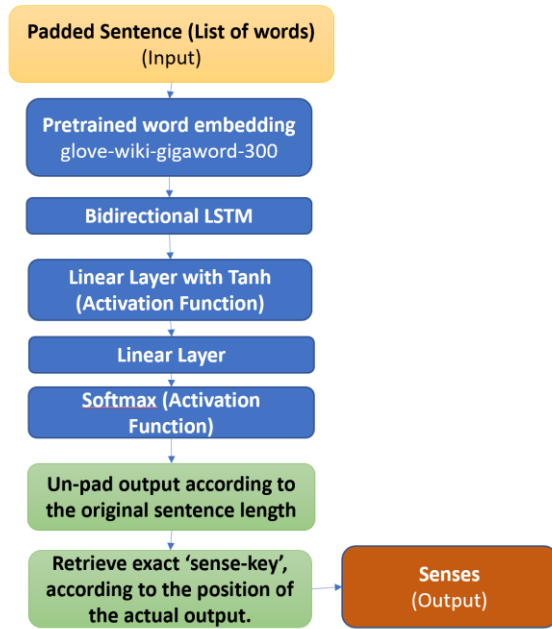 Padded Sentence (List of words)
(Input)
Pretrained word embedding
glove-wiki-gigaword-300
Bidirectional LSTM
Linear Layer with Tanh
(Activation Function)
Linear Layer
Softmax (Activation
Function)
Un-pad output according to
the original sentence length
Retrieve exact ‘sense-key’,
according to the position of
the actual output.
Senses
(Output)